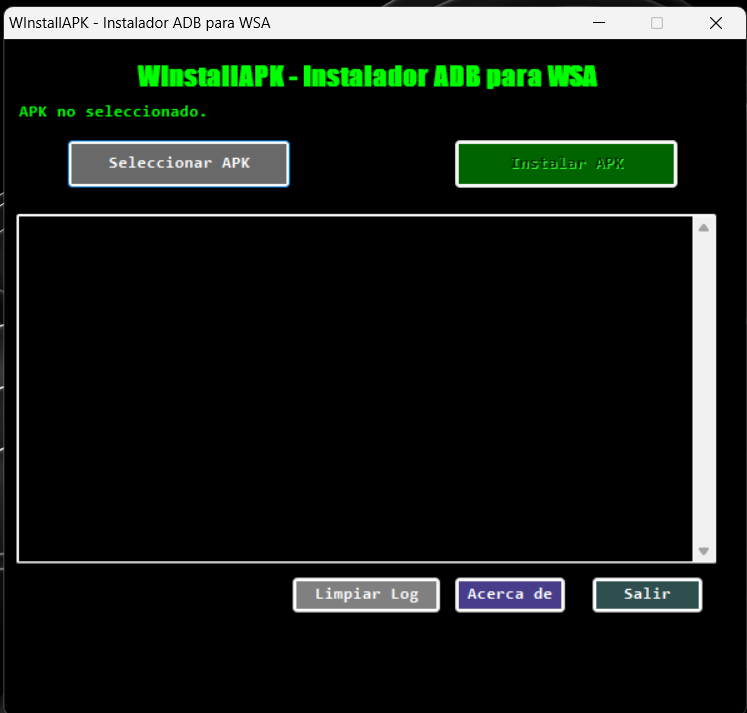 WInstallAPK - Instalador ADB para WSA
WInstallAPK - Instalador ADB para WSA
APK no seleccionado.
Seleccionar APK
Instalar APK
Limpiar Log
Acerca de
Salir